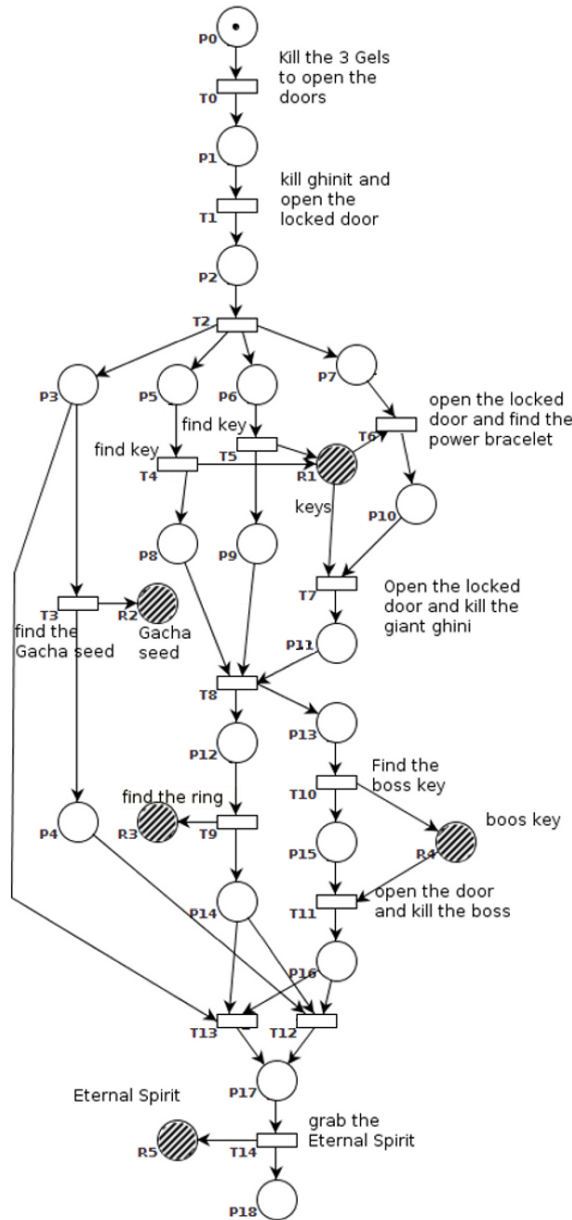 P0
Kill the 3 Gels
to open the
doors
T0
P1
kill ghinit and
open the
locked door
T1
P2
T2
P3
P5
P6
P7
open the locked
door and find the
power bracelet
T6
find key
find key
T5
T4
R1
keys
P10
P8
P9
T7
Open the locked
door and kill the
giant ghini
T3
R2
find the
Gacha seed
Gacha
seed
P11
T8
P12
P13
Find the
boss key
T10
find the ring
P4
R3
T9
boos key
P15
R4
open the door
and kill the boss
T11
P14
P16
T13
T12
P17
Eternal Spirit
grab the
Eternal Spirit
R5
T14
P18